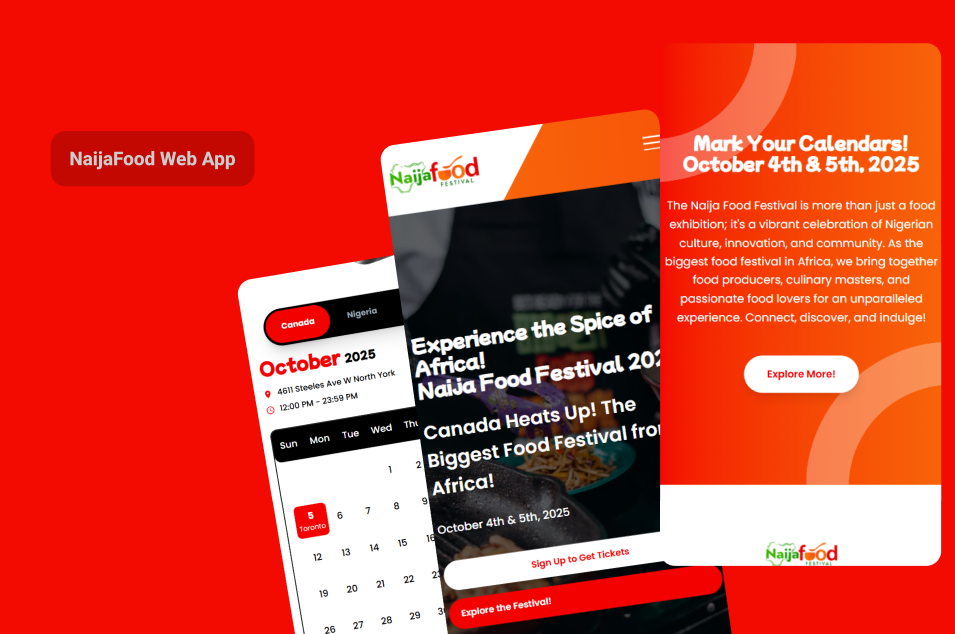 NaijaFood Web App
Canada
Nigeria
October 2025
4611 Steeles Ave W North York
12:00 PM - 23:59 PM
Sun Mon Tue Wed Thu
1 2
5 6 7 8 9
Toronto
12 13 14 15 16
19 20 21 22
26 27 28 29
Naijafood
FESTIVAL
Experience the Spice of
Africa!
Naija Food Festival 202
Canada Heats Up! The
Biggest Food Festival from
Africa!
October 4th & 5th, 2025
Sign Up to Get Tickets
Explore the Festival!
Mark Your Calendars!
October 4th & 5th, 2025
The Naija Food Festival is more than just a food
exhibition; it's a vibrant celebration of Nigerian
culture, innovation, and community. As the
biggest food festival in Africa, we bring together
food producers, culinary masters, and
passionate food lovers for an unparalleled
experience. Connect, discover, and indulge!
Explore More!
Naijafood
FESTIVAL